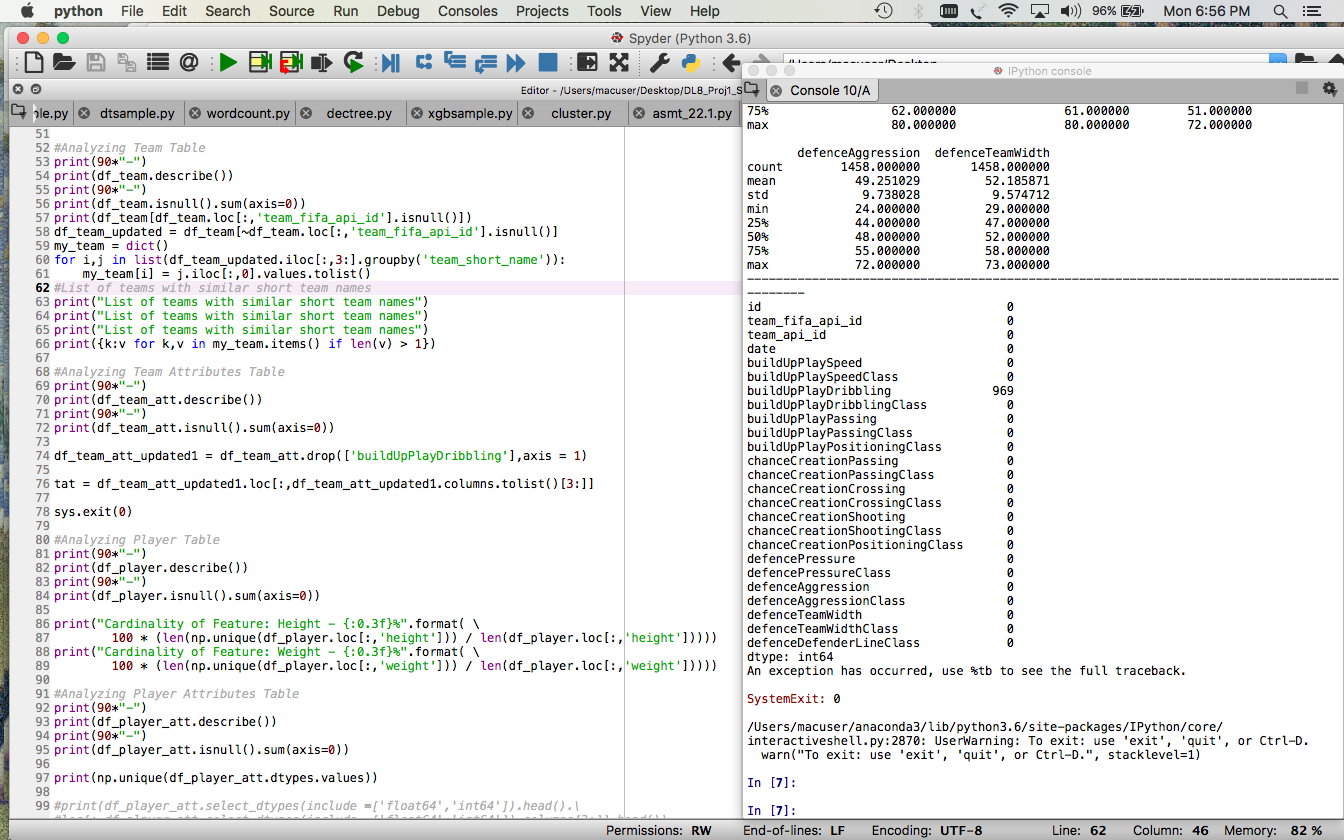 python File Edit Search Source Run Debug Consoles Projects Tools View Help 96% Mon 6:56 PM
Spyder (Python 3.6)
Editor - /Users/macuser/Desktop/DLB_Proj1_S
ple.py dtsample.py wordcount.py dectree.py xgbsample.py cluster.py asmt_22.1.py
51
52 #Analyzing Team Table
53 print(90*"-")
54 print(df_team.describe())
55 print(90*"-")
56 print(df_team.isnull().sum(axis=0))
57 print(df_team[df_team.loc[:,'team_fifa_api_id'].isnull()])
58 df_team_updated = df_team[~df_team.loc[:,'team_fifa_api_id'].isnull()]
59 my_team = dict()
60 for i,j in list(df_team_updated.iloc[:,3:].groupby('team_short_name')):
61     my_team[i] = j.iloc[:,0].values.tolist()
62 #List of teams with similar short team names
63 print("List of teams with similar short team names")
64 print("List of teams with similar short team names")
65 print("List of teams with similar short team names")
66 print({k:v for k,v in my_team.items() if len(v) > 1})
67
68 #Analyzing Team Attributes Table
69 print(90*"-")
70 print(df_team_att.describe())
71 print(90*"-")
72 print(df_team_att.isnull().sum(axis=0))
73
74 df_team_att_updated1 = df_team_att.drop(['buildUpPlayDribbling'],axis = 1)
75
76 tat = df_team_att_updated1.loc[:,df_team_att_updated1.columns.tolist()[3:]]
77
78 sys.exit(0)
79
80 #Analyzing Player Table
81 print(90*"-")
82 print(df_player.describe())
83 print(90*"-")
84 print(df_player.isnull().sum(axis=0))
85
86 print("Cardinality of Feature: Height - {:0.3f}%".format( \
87         100 * (len(np.unique(df_player.loc[:,'height'])) / len(df_player.loc[:,'height']))))
88 print("Cardinality of Feature: Weight - {:0.3f}%".format( \
89         100 * (len(np.unique(df_player.loc[:,'weight'])) / len(df_player.loc[:,'weight']))))
90
91 #Analyzing Player Attributes Table
92 print(90*"-")
93 print(df_player_att.describe())
94 print(90*"-")
95 print(df_player_att.isnull().sum(axis=0))
96
97 print(np.unique(df_player_att.dtypes.values))
98
99 #print(df_player_att.select_dtypes(include =['float64','int64']).head().\
IPython console
Console 10/A
75% 62.000000 61.000000 51.000000
max 80.000000 80.000000 72.000000
defenceAggression defenceTeamWidth
count 1458.000000 1458.000000
mean 49.251029 52.185871
std 9.738028 9.574712
min 24.000000 29.000000
25% 44.000000 47.000000
50% 48.000000 52.000000
75% 55.000000 58.000000
max 72.000000 73.000000
id 0
team_fifa_api_id 0
team_api_id 0
date 0
buildUpPlaySpeed 0
buildUpPlaySpeedClass 0
buildUpPlayDribbling 969
buildUpPlayDribblingClass 0
buildUpPlayPassing 0
buildUpPlayPassingClass 0
buildUpPlayPositioningClass 0
chanceCreationPassing 0
chanceCreationPassingClass 0
chanceCreationCrossing 0
chanceCreationCrossingClass 0
chanceCreationShooting 0
chanceCreationShootingClass 0
chanceCreationPositioningClass 0
defencePressure 0
defencePressureClass 0
defenceAggression 0
defenceAggressionClass 0
defenceTeamWidth 0
defenceTeamWidthClass 0
defenceDefenderLineClass 0
dtype: int64
An exception has occurred, use %tb to see the full traceback.
SystemExit: 0
/Users/macuser/anaconda3/lib/python3.6/site-packages/IPython/core/
interactiveshell.py:2870: UserWarning: To exit: use 'exit', 'quit', or Ctrl-D.
  warn("To exit: use 'exit', 'quit', or Ctrl-D.", stacklevel=1)
In [7]:
In [7]:
Permissions: RW End-of-lines: LF Encoding: UTF-8 Line: 62 Column: 46 Memory: 82 %